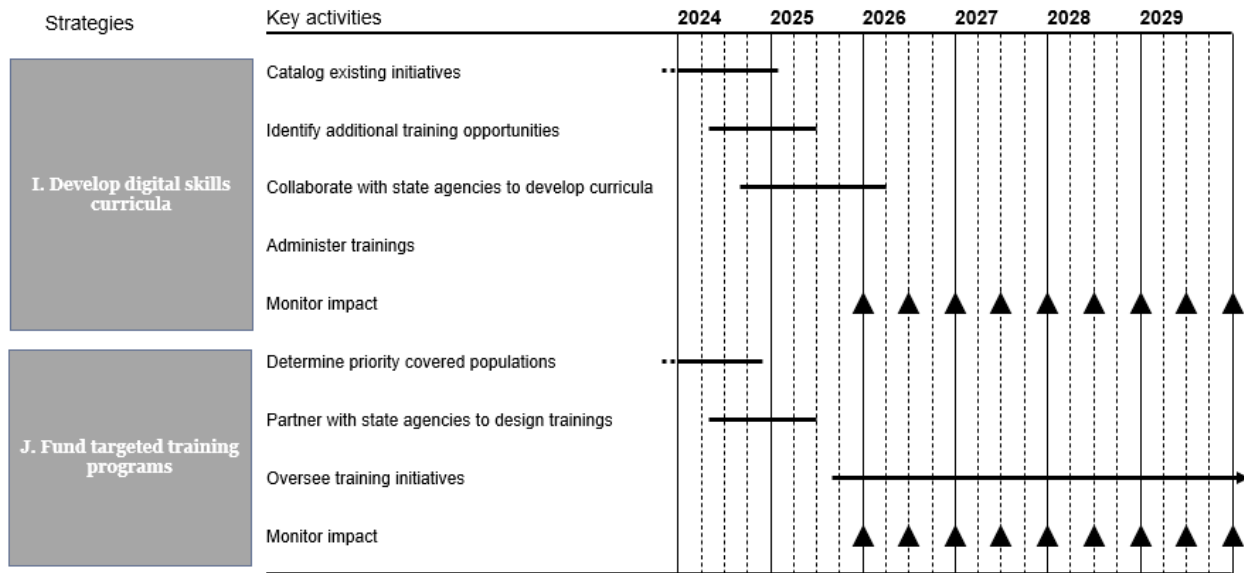 Strategies
Key activities
2024 2025 2026 2027 2028 2029
I. Develop digital skills
curricula
Catalog existing initiatives
Identify additional training opportunities
Collaborate with state agencies to develop curricula
Administer trainings
Monitor impact
J. Fund targeted training
programs
Determine priority covered populations
Partner with state agencies to design trainings
Oversee training initiatives
Monitor impact